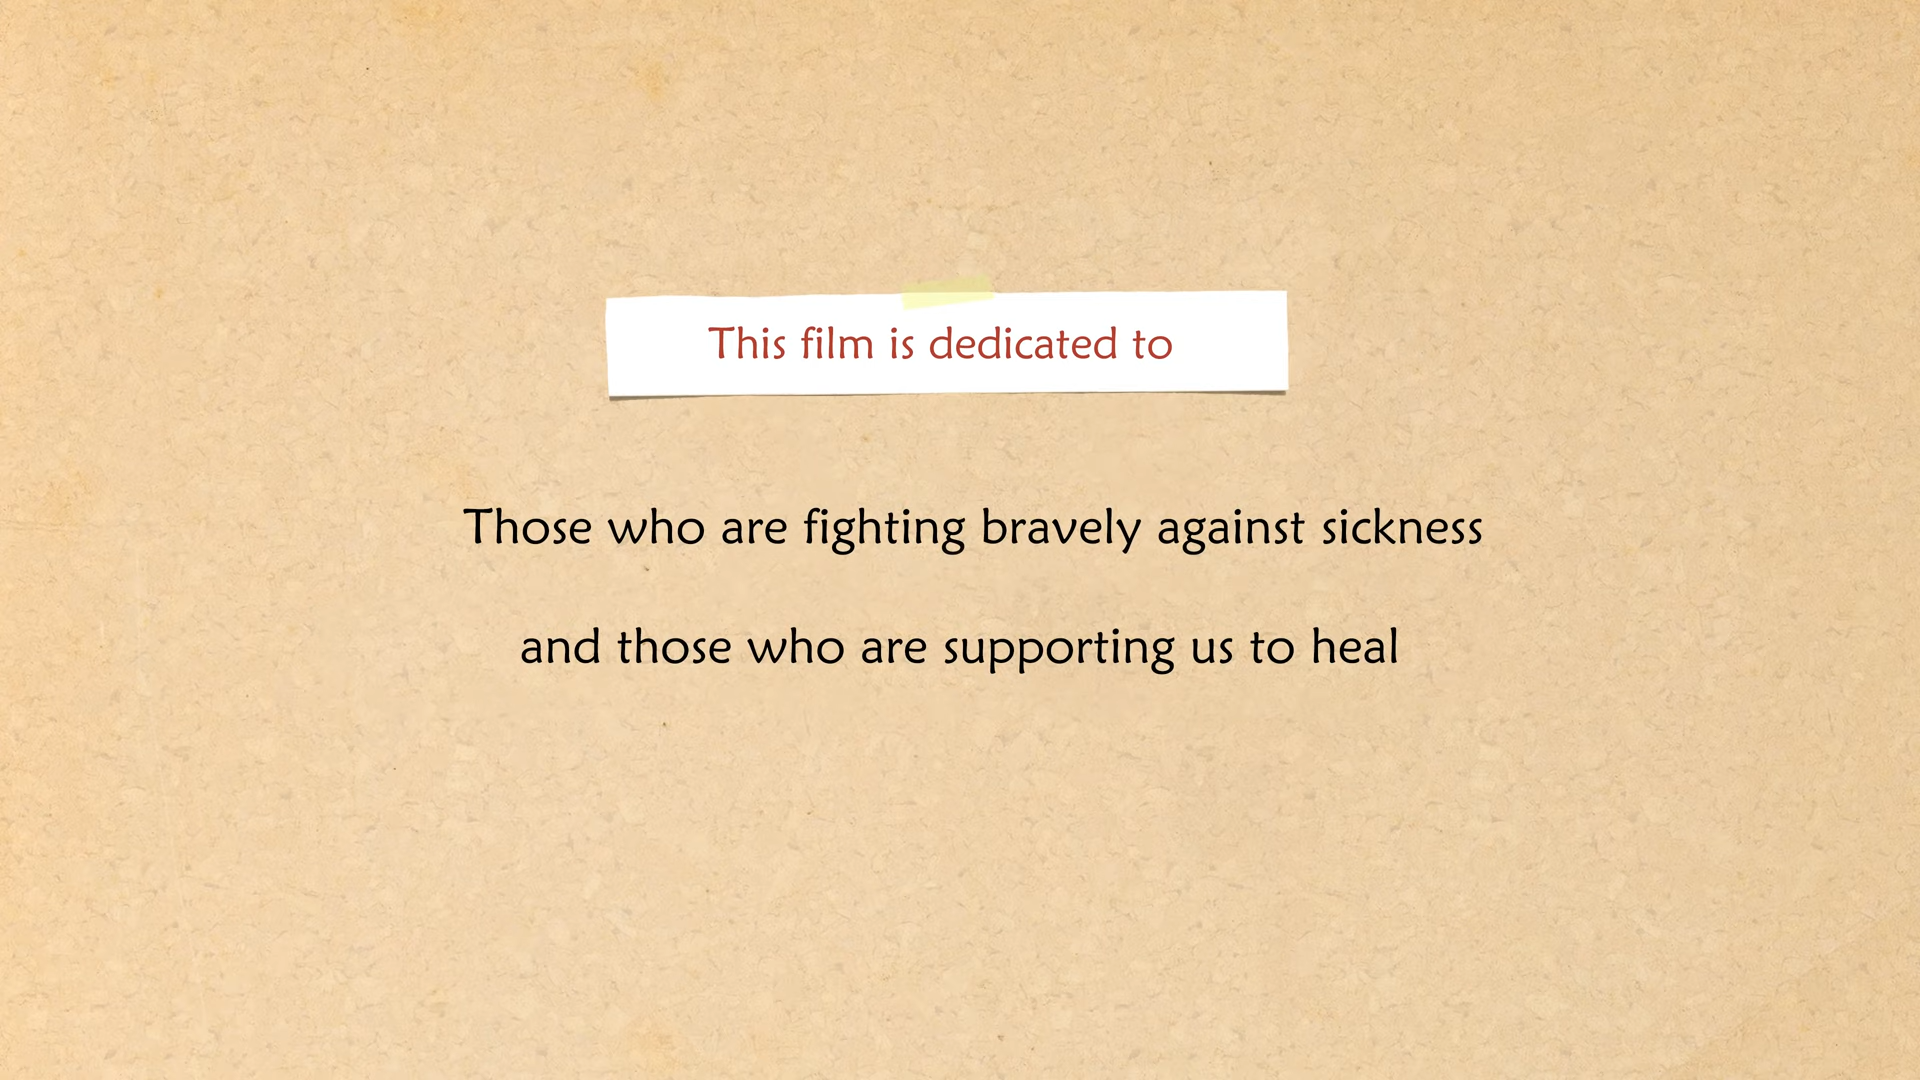 This film is dedicated to
Those who are fighting bravely against sickness
and those who are supporting us to heal